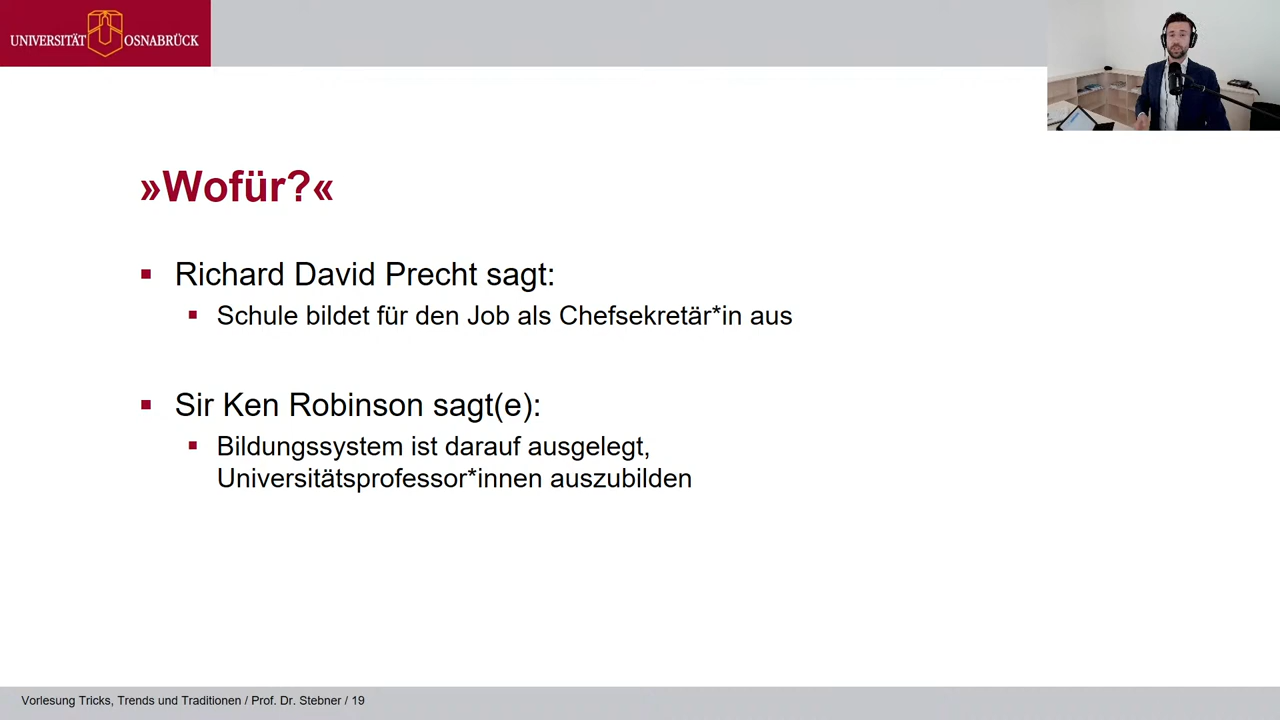 UNIVERSITÄT OSNABRÜCK
»Wofür?«
Richard David Precht sagt:
Schule bildet für den Job als Chefsekretär*in aus
Sir Ken Robinson sagt(e):
Bildungssystem ist darauf ausgelegt,
Universitätsprofessor*innen auszubilden
Vorlesung Tricks, Trends und Traditionen / Prof. Dr. Stebner / 19